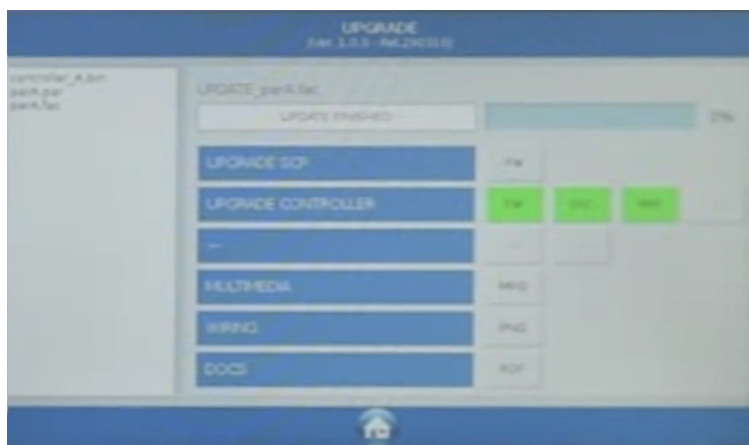 UPGRADE
controller_A.bin
parA.par
parA.fac
UPDATE_parA.fac
UPDATE FINISHED
UPGRADE SCP FW
UPGRADE CONTROLLER FW FAC PAR
---
MULTIMEDIA MPG
WIRING PNG
DOCS PDF